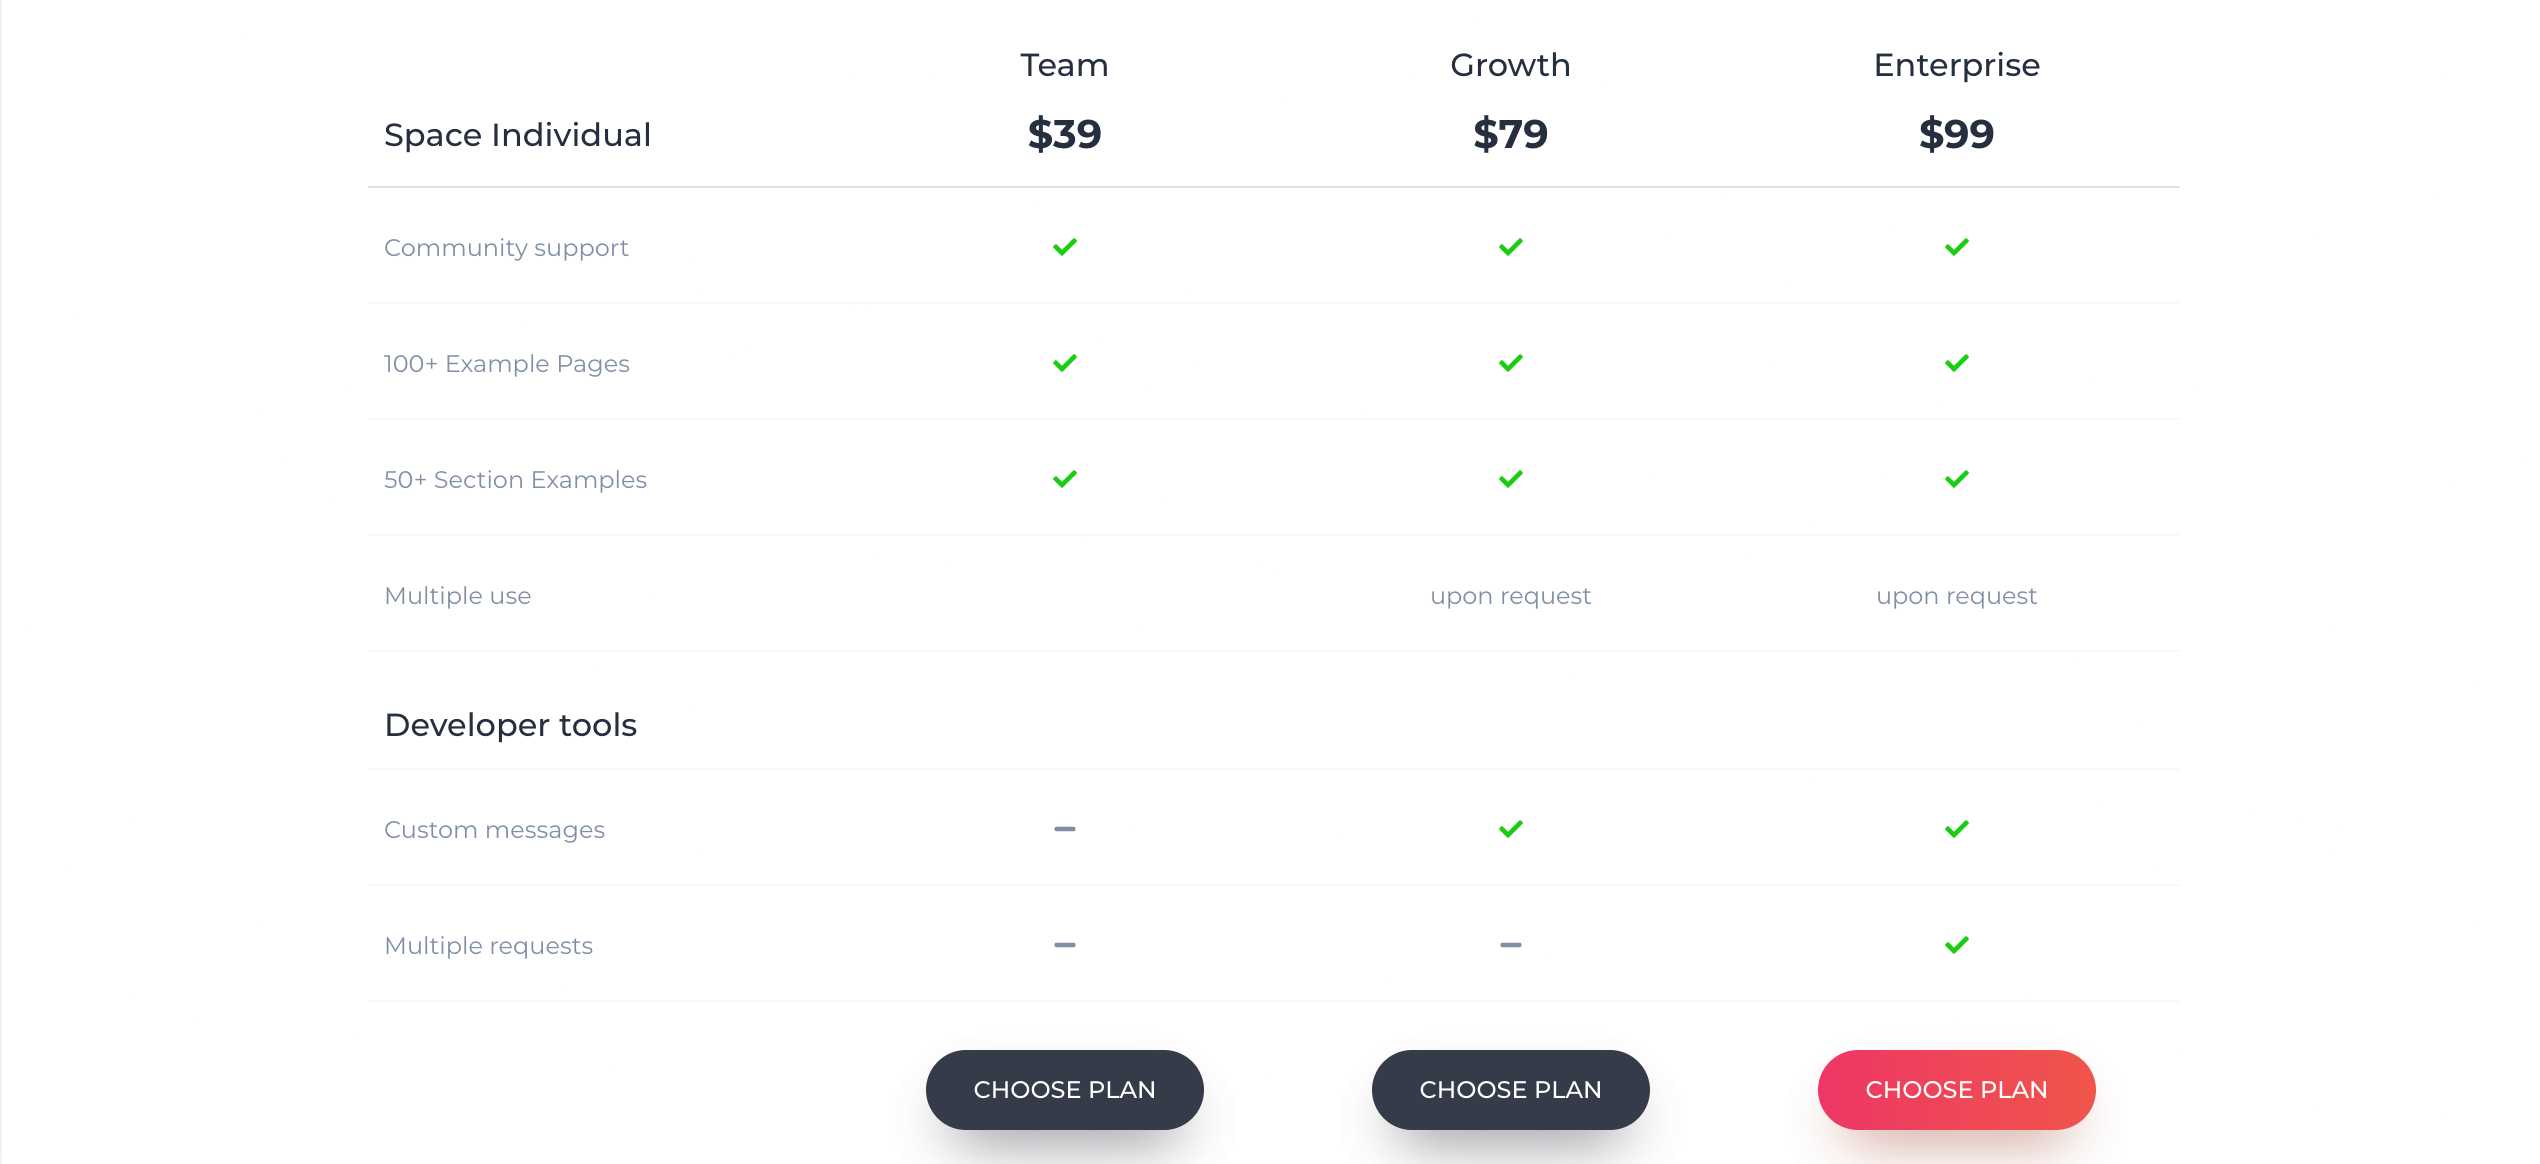 Team Growth Enterprise
Space Individual $39 $79 $99
Community support
100+ Example Pages
50+ Section Examples
Multiple use upon request upon request
Developer tools
Custom messages
Multiple requests
CHOOSE PLAN CHOOSE PLAN CHOOSE PLAN